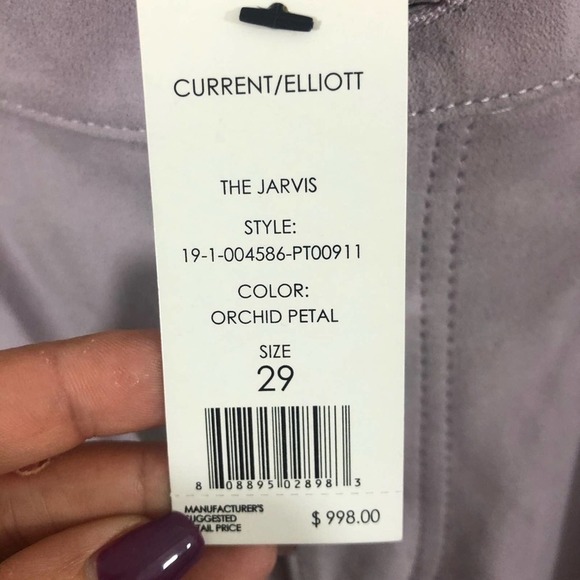 CURRENT/ELLIOTT
THE JARVIS
STYLE:
19-1-004586-PT00911
COLOR:
ORCHID PETAL
SIZE
29
8 08895 02898 3
MANUFACTURER'S
RETAIL PRICE
$ 998.00